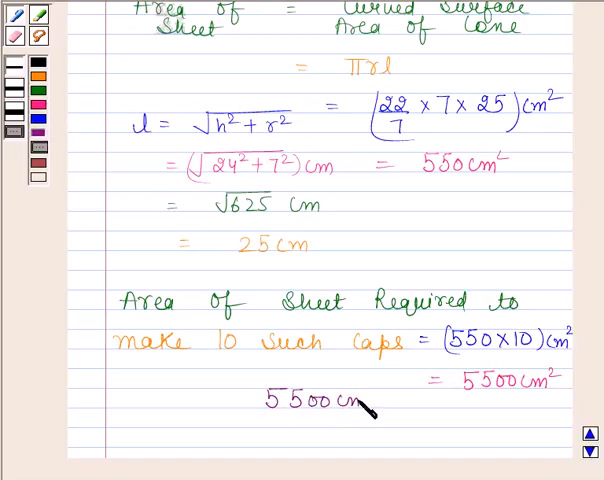 Area of = Curved Surface
Sheet Area of Cone
= πrl
l = √h²+r² = (22/7 × 7 × 25) cm²
= (√24²+7²) cm = 550 cm²
= √625 cm
= 25 cm
Area of Sheet Required to
make 10 Such Caps = (550×10) cm²
= 5500 cm²
5500 cm